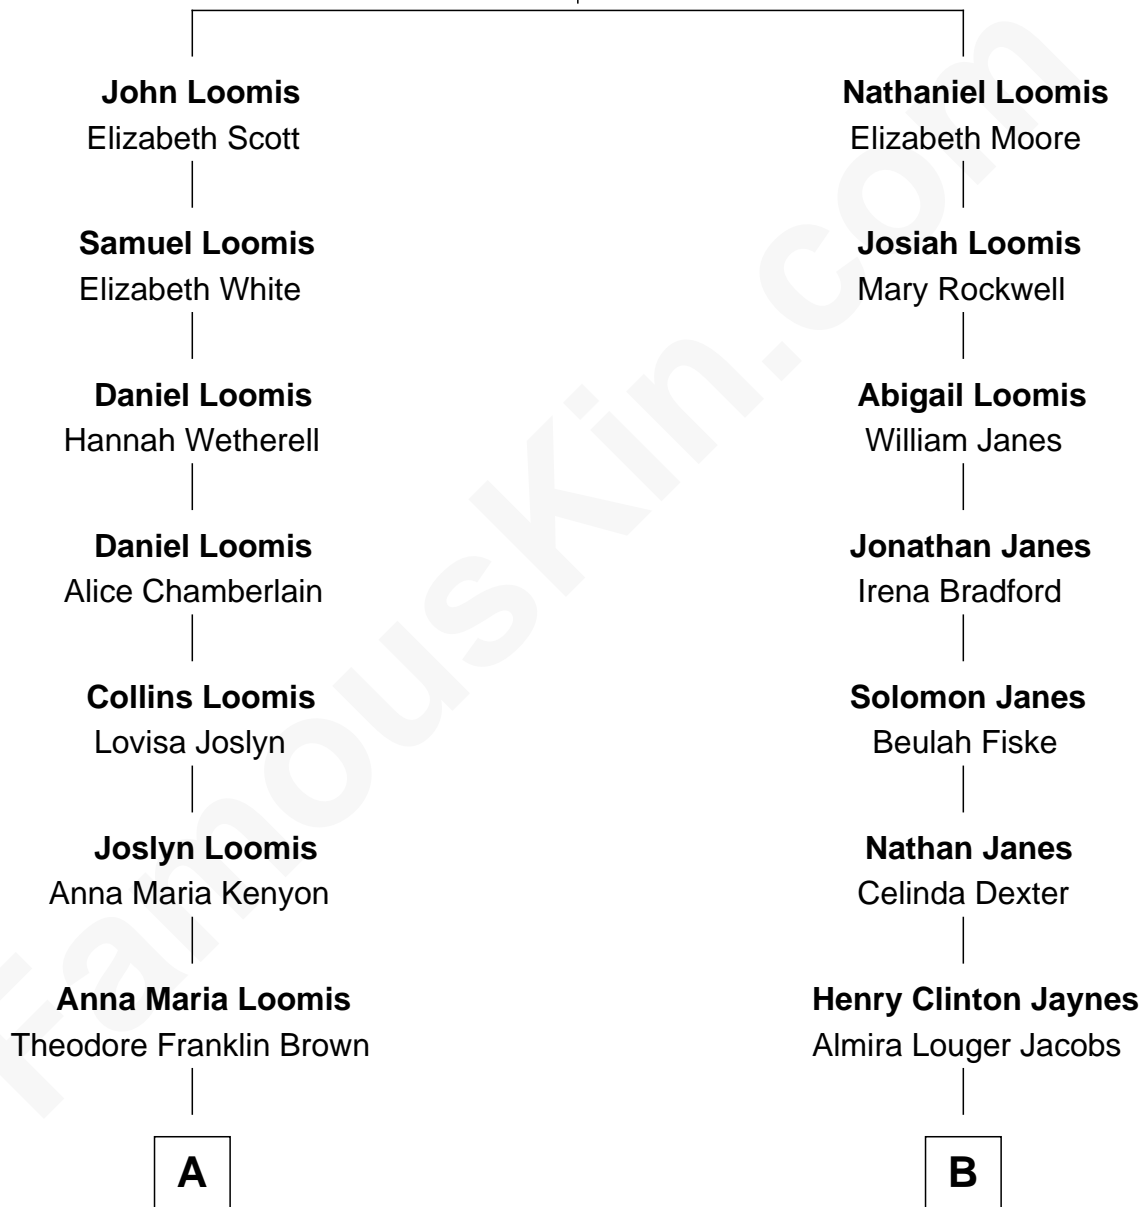 John Loomis
Elizabeth Scott
Samuel Loomis
Elizabeth White
Daniel Loomis
Hannah Wetherell
Daniel Loomis
Alice Chamberlain
Collins Loomis
Lovisa Joslyn
Joslyn Loomis
Anna Maria Kenyon
Anna Maria Loomis
Theodore Franklin Brown
A
Nathaniel Loomis
Elizabeth Moore
Josiah Loomis
Mary Rockwell
Abigail Loomis
William Janes
Jonathan Janes
Irena Bradford
Solomon Janes
Beulah Fiske
Nathan Janes
Celinda Dexter
Henry Clinton Jaynes
Almira Louger Jacobs
B
FamousKin.com